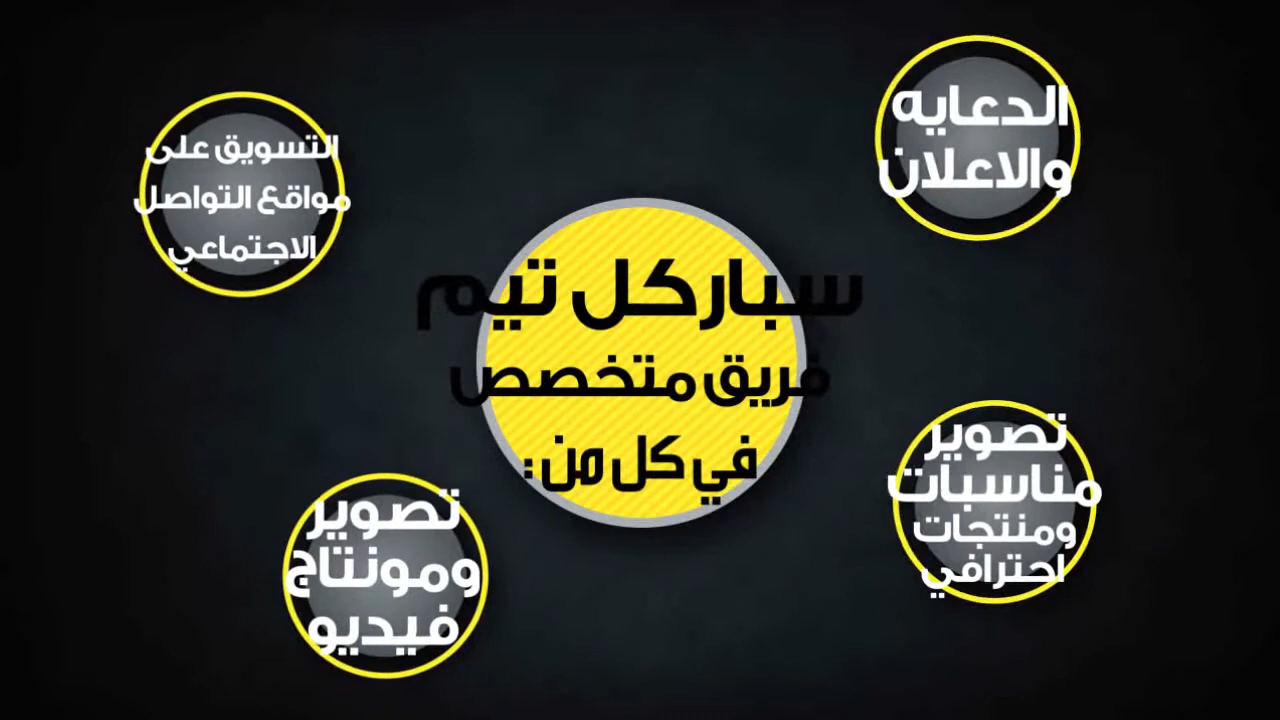 سباركل تيم
فريق متخصص
في كل من :
الدعايه
والاعلان
التسويق على
مواقع التواصل
الاجتماعي
تصوير
مناسبات
ومنتجات
احترافي
تصوير
ومونتاج
فيديو